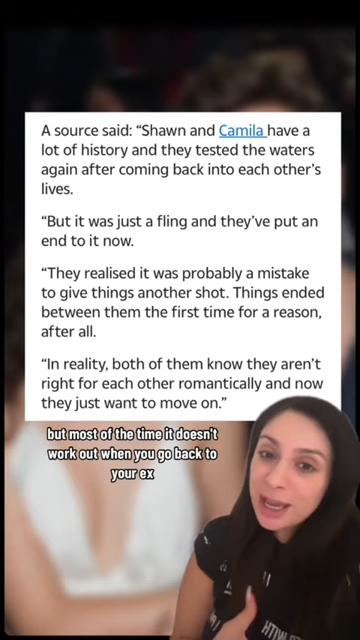 A source said: “Shawn and Camila have a
lot of history and they tested the waters
again after coming back into each other’s
lives.
“But it was just a fling and they’ve put an
end to it now.
“They realised it was probably a mistake
to give things another shot. Things ended
between them the first time for a reason,
after all.
“In reality, both of them know they aren’t
right for each other romantically and now
they just want to move on.”
but most of the time it doesn't
work out when you go back to
your ex